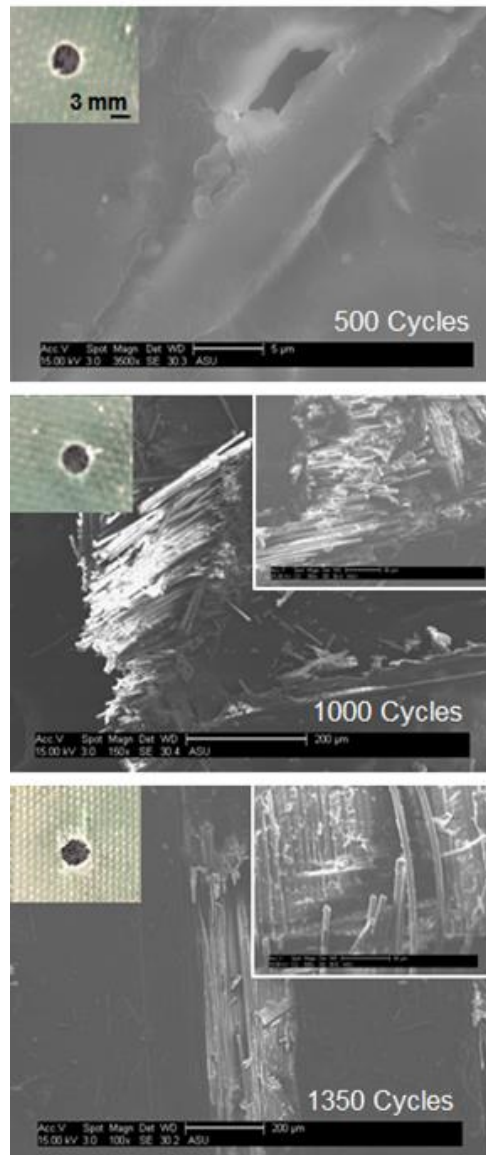 3 mm
500 Cycles
Acc.V Spot Magn Det WD 5 µm
15.00 kV 3.0 3500x SE 30.3 ASU
1000 Cycles
Acc.V Spot Magn Det WD 200 µm
15.00 kV 3.0 150x SE 30.4 ASU
1350 Cycles
Acc.V Spot Magn Det WD 200 µm
15.00 kV 3.0 100x SE 30.2 ASU